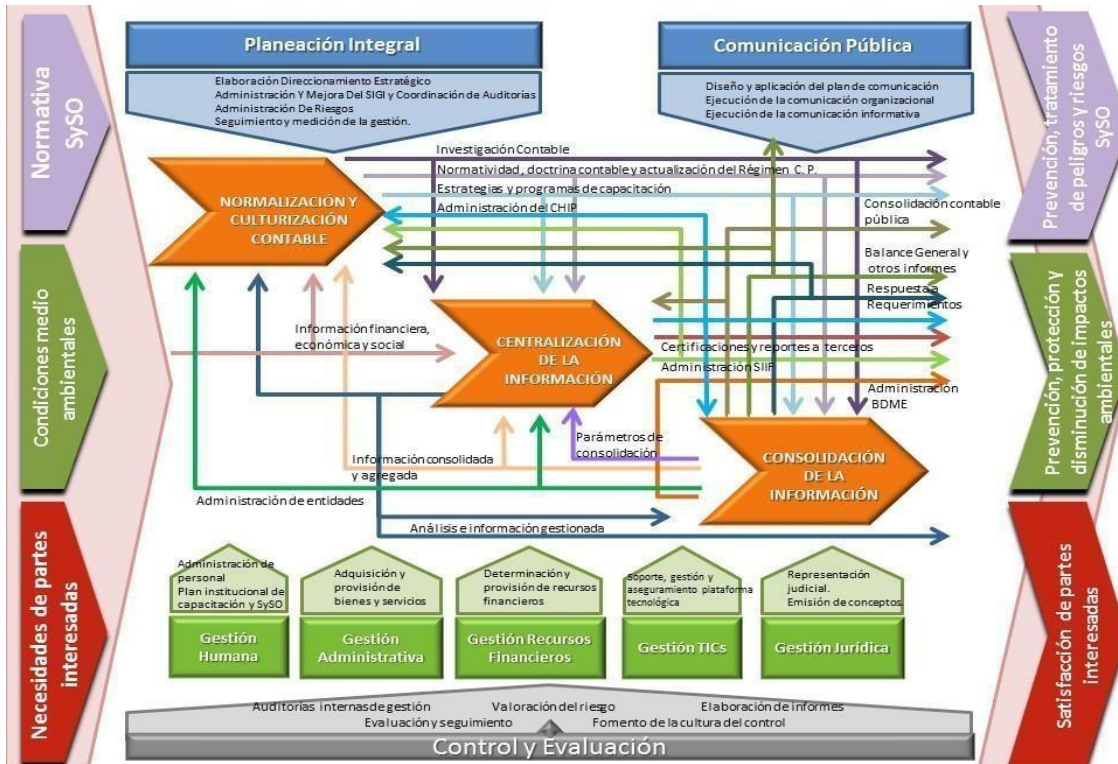 Normativa
SySO
Condiciones medio
ambientales
Necesidades de partes
interesadas
Planeación Integral
Elaboración Direccionamiento Estratégico
Administración Y Mejora Del SIGI y Coordinación de Auditorías
Administración De Riesgos
Seguimiento y medición de la gestión.
Comunicación Pública
Diseño y aplicación del plan de comunicación
Ejecución de la comunicación organizacional
Ejecución de la comunicación informativa
NORMALIZACIÓN Y
CULTURIZACIÓN
CONTABLE
Investigación Contable
Normatividad, doctrina contable y actualización del Régimen C. P.
Estrategias y programas de capacitación
Administración del CHIP
Consolidación contable
pública
Balance General y
otros informes
Respuesta a
Requerimientos
Información financiera,
económica y social
CENTRALIZACIÓN
DE LA
INFORMACIÓN
Certificaciones y reportes a terceros
Administración SIIF
Administración
BDME
Parámetros de
consolidación
CONSOLIDACIÓN
DE LA
INFORMACIÓN
Información consolidada
y agregada
Administración de entidades
Análisis e información gestionada
Administración de
personal
Plan institucional de
capacitación y SySO
Gestión
Humana
Adquisición y
provisión de
bienes y servicios
Gestión
Administrativa
Determinación y
provisión de recursos
financieros
Gestión Recursos
Financieros
Soporte, gestión y
aseguramiento plataforma
tecnológica
Gestión TICs
Representación
judicial.
Emisión de conceptos.
Gestión Jurídica
Auditorías internas de gestión
Valoración del riesgo
Elaboración de informes
Evaluación y seguimiento
Fomento de la cultura del control
Control y Evaluación
Prevención, tratamiento
de peligros y riesgos
SySO
Prevención, protección y
disminución de impactos
ambientales
Satisfacción de partes
interesadas